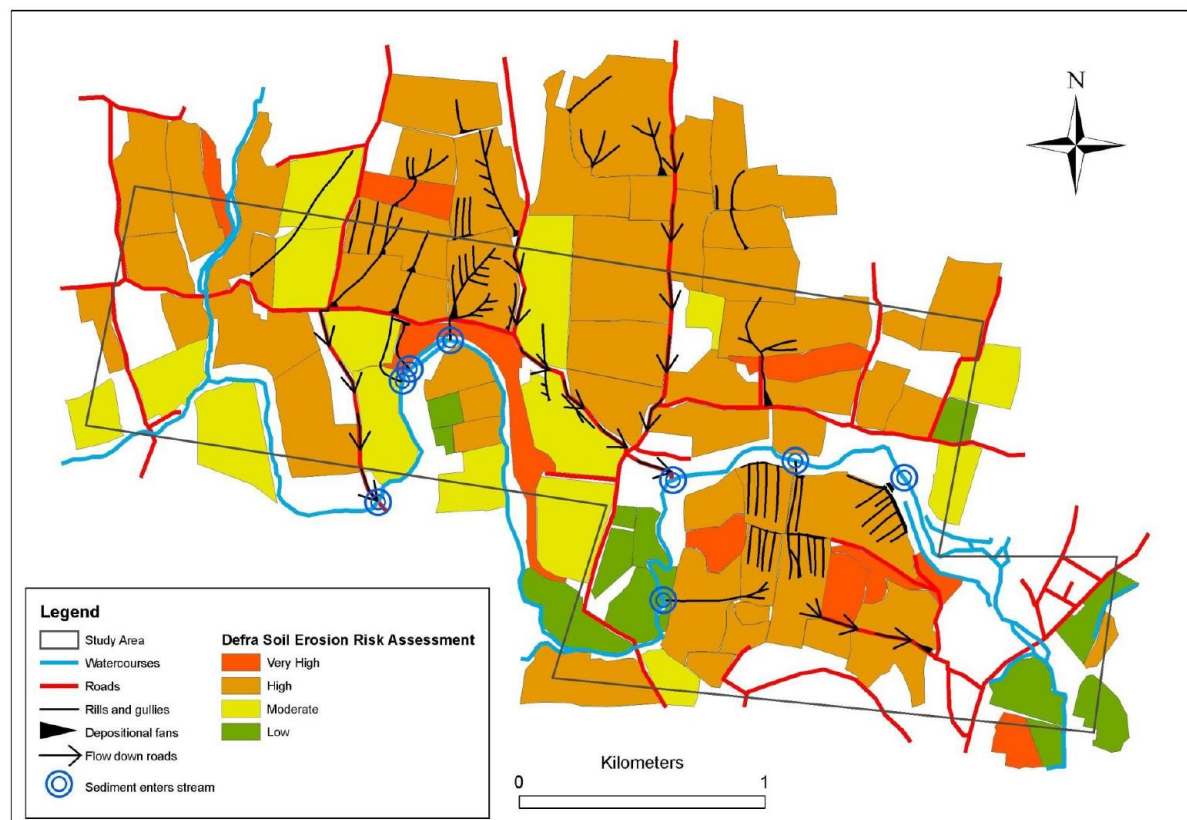 N
Legend
Study Area
Watercourses
Roads
Rills and gullies
Depositional fans
Flow down roads
Sediment enters stream
Defra Soil Erosion Risk Assessment
Very High
High
Moderate
Low
Kilometers
0 1